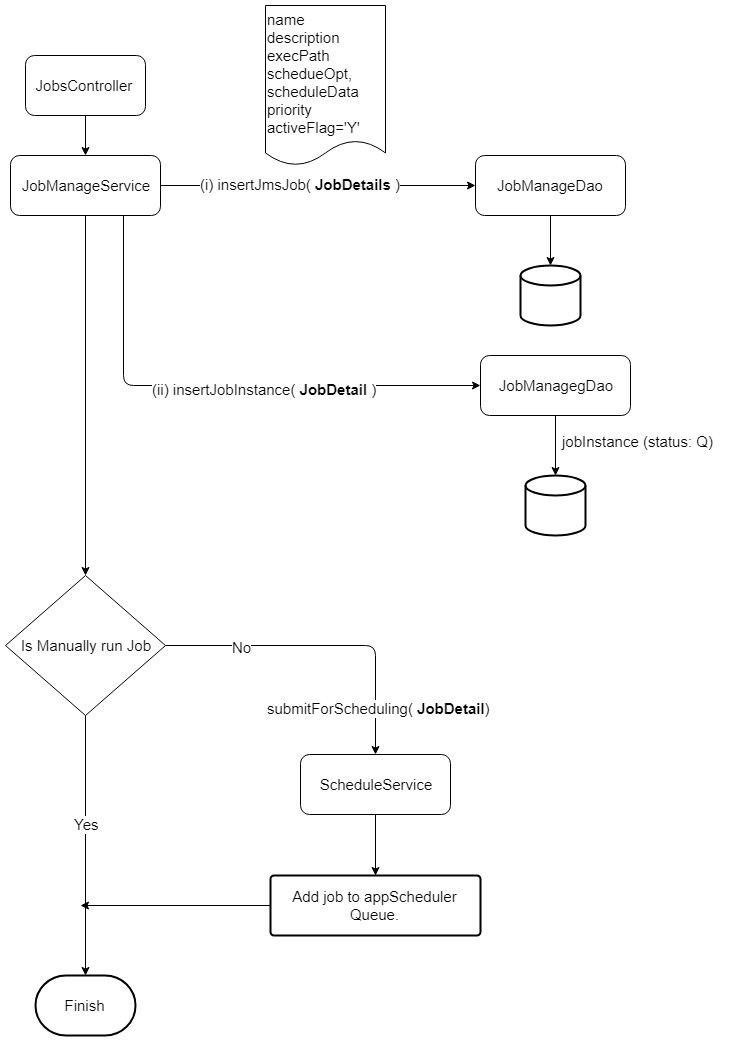 name
description
execPath
schedueOpt,
scheduleData
priority
activeFlag='Y'
JobsController
JobManageService
(i) insertJmsJob( JobDetails )
JobManageDao
(ii) insertJobInstance( JobDetail )
JobManagegDao
jobInstance (status: Q)
Is Manually run Job
No
submitForScheduling( JobDetail)
ScheduleService
Yes
Add job to appScheduler
Queue.
Finish